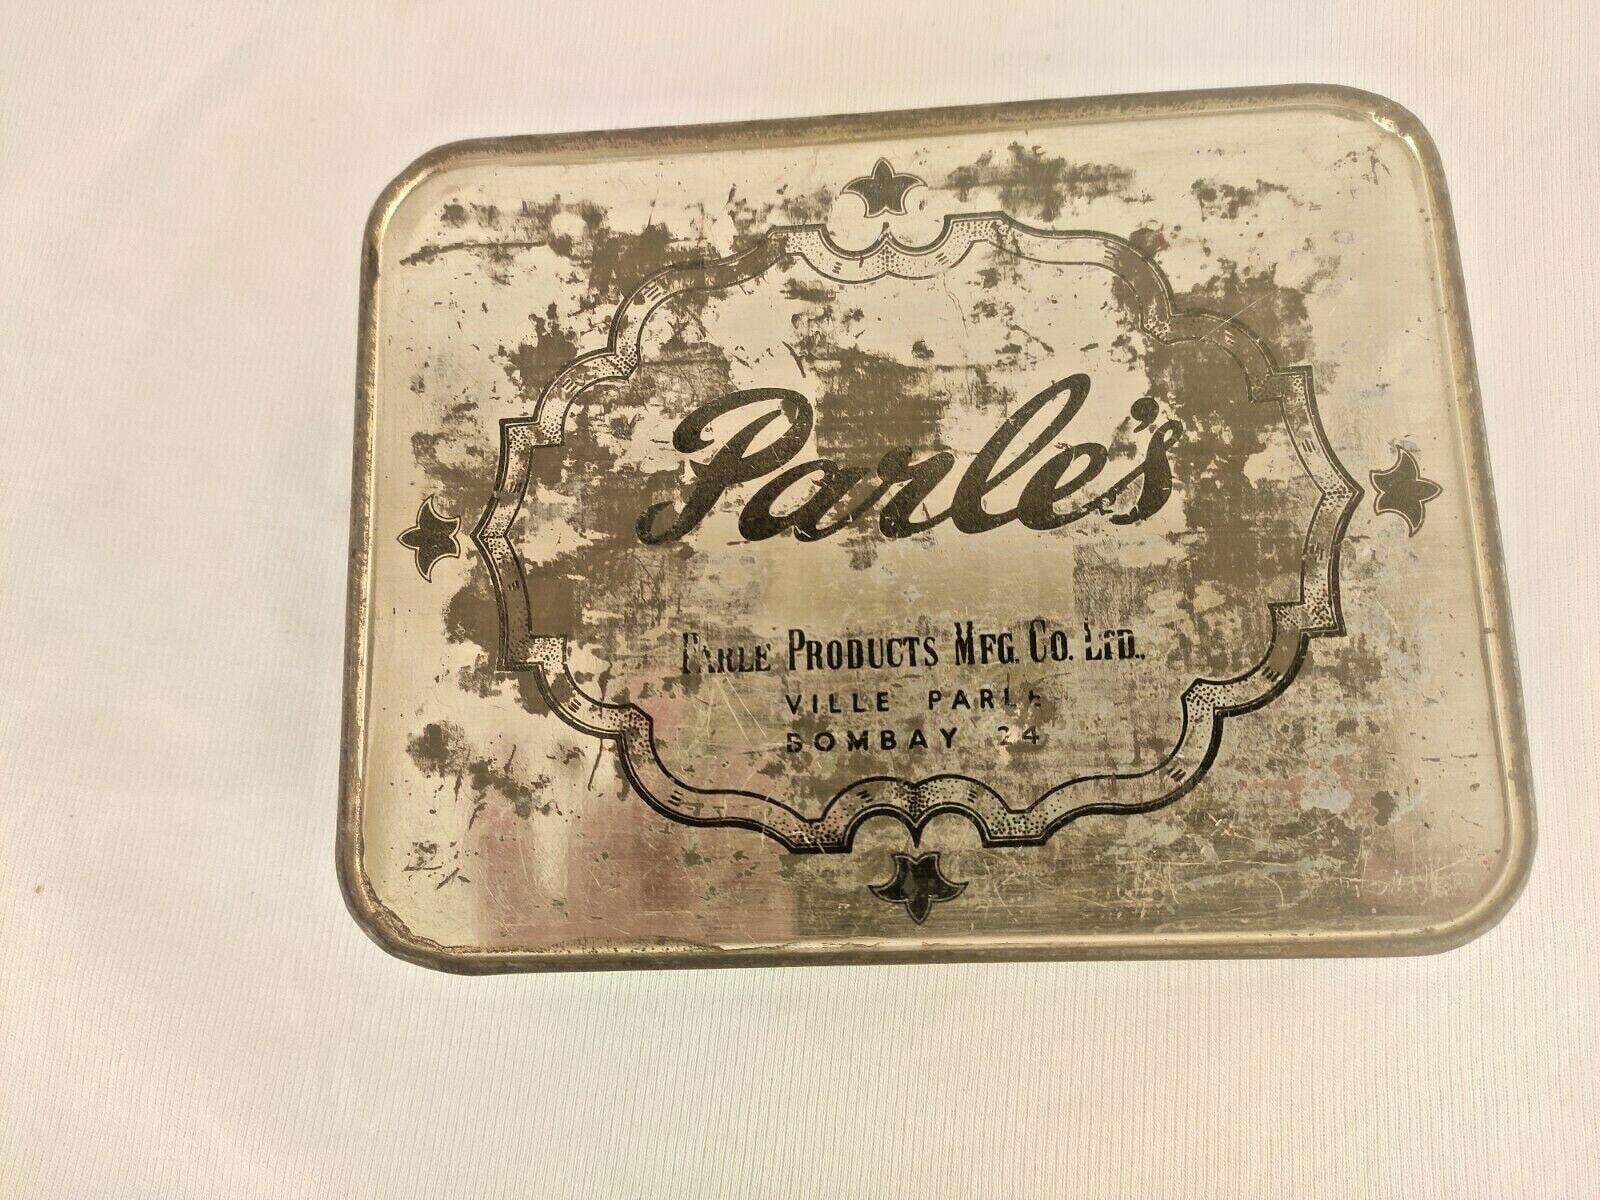 Parle's
PARLE PRODUCTS MFG. CO. LTD.,
VILLE PARLE
BOMBAY 24